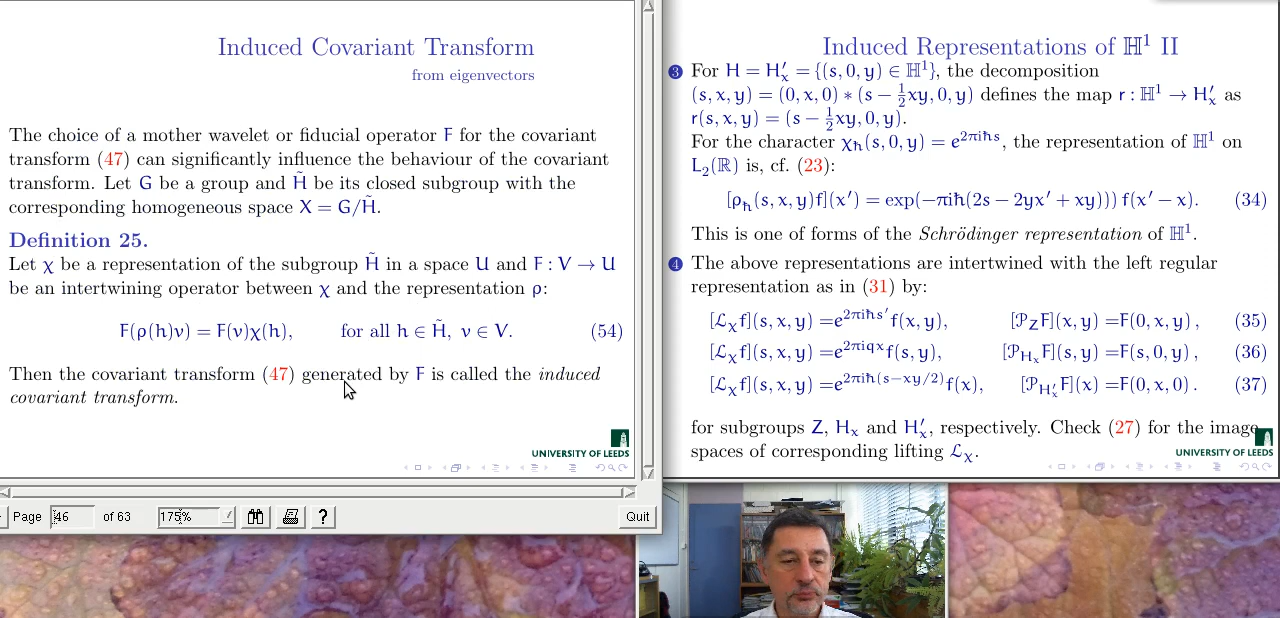 Induced Covariant Transform
from eigenvectors
The choice of a mother wavelet or fiducial operator F for the covariant
transform (47) can significantly influence the behaviour of the covariant
transform. Let G be a group and H̃ be its closed subgroup with the
corresponding homogeneous space X = G/H̃.
Definition 25.
Let χ be a representation of the subgroup H̃ in a space U and F : V → U
be an intertwining operator between χ and the representation ρ:
F(ρ(h)v) = F(v)χ(h), for all h ∈ H̃, v ∈ V. (54)
Then the covariant transform (47) generated by F is called the induced
covariant transform.
UNIVERSITY OF LEEDS
Page 46 of 63 175% ? Quit
Induced Representations of ℍ¹ II
3 For H = H′ₓ = {(s, 0, y) ∈ ℍ¹}, the decomposition
(s, x, y) = (0, x, 0) ∗ (s − ½xy, 0, y) defines the map r : ℍ¹ → H′ₓ as
r(s, x, y) = (s − ½xy, 0, y).
For the character χ_ħ(s, 0, y) = e^{2πiħs}, the representation of ℍ¹ on
L₂(ℝ) is, cf. (23):
[ρ_ħ(s, x, y)f](x′) = exp(−πiħ(2s − 2yx′ + xy))) f(x′ − x). (34)
This is one of forms of the Schrödinger representation of ℍ¹.
4 The above representations are intertwined with the left regular
representation as in (31) by:
[ℒ_χf](s, x, y) =e^{2πiħs′}f(x, y), [𝒫_ZF](x, y) =F(0, x, y) , (35)
[ℒ_χf](s, x, y) =e^{2πiqx}f(s, y), [𝒫_{Hₓ}F](s, y) =F(s, 0, y) , (36)
[ℒ_χf](s, x, y) =e^{2πiħ(s−xy/2)}f(x), [𝒫_{H′ₓ}F](x) =F(0, x, 0) . (37)
for subgroups Z, Hₓ and H′ₓ, respectively. Check (27) for the image
spaces of corresponding lifting ℒ_χ.
UNIVERSITY OF LEEDS